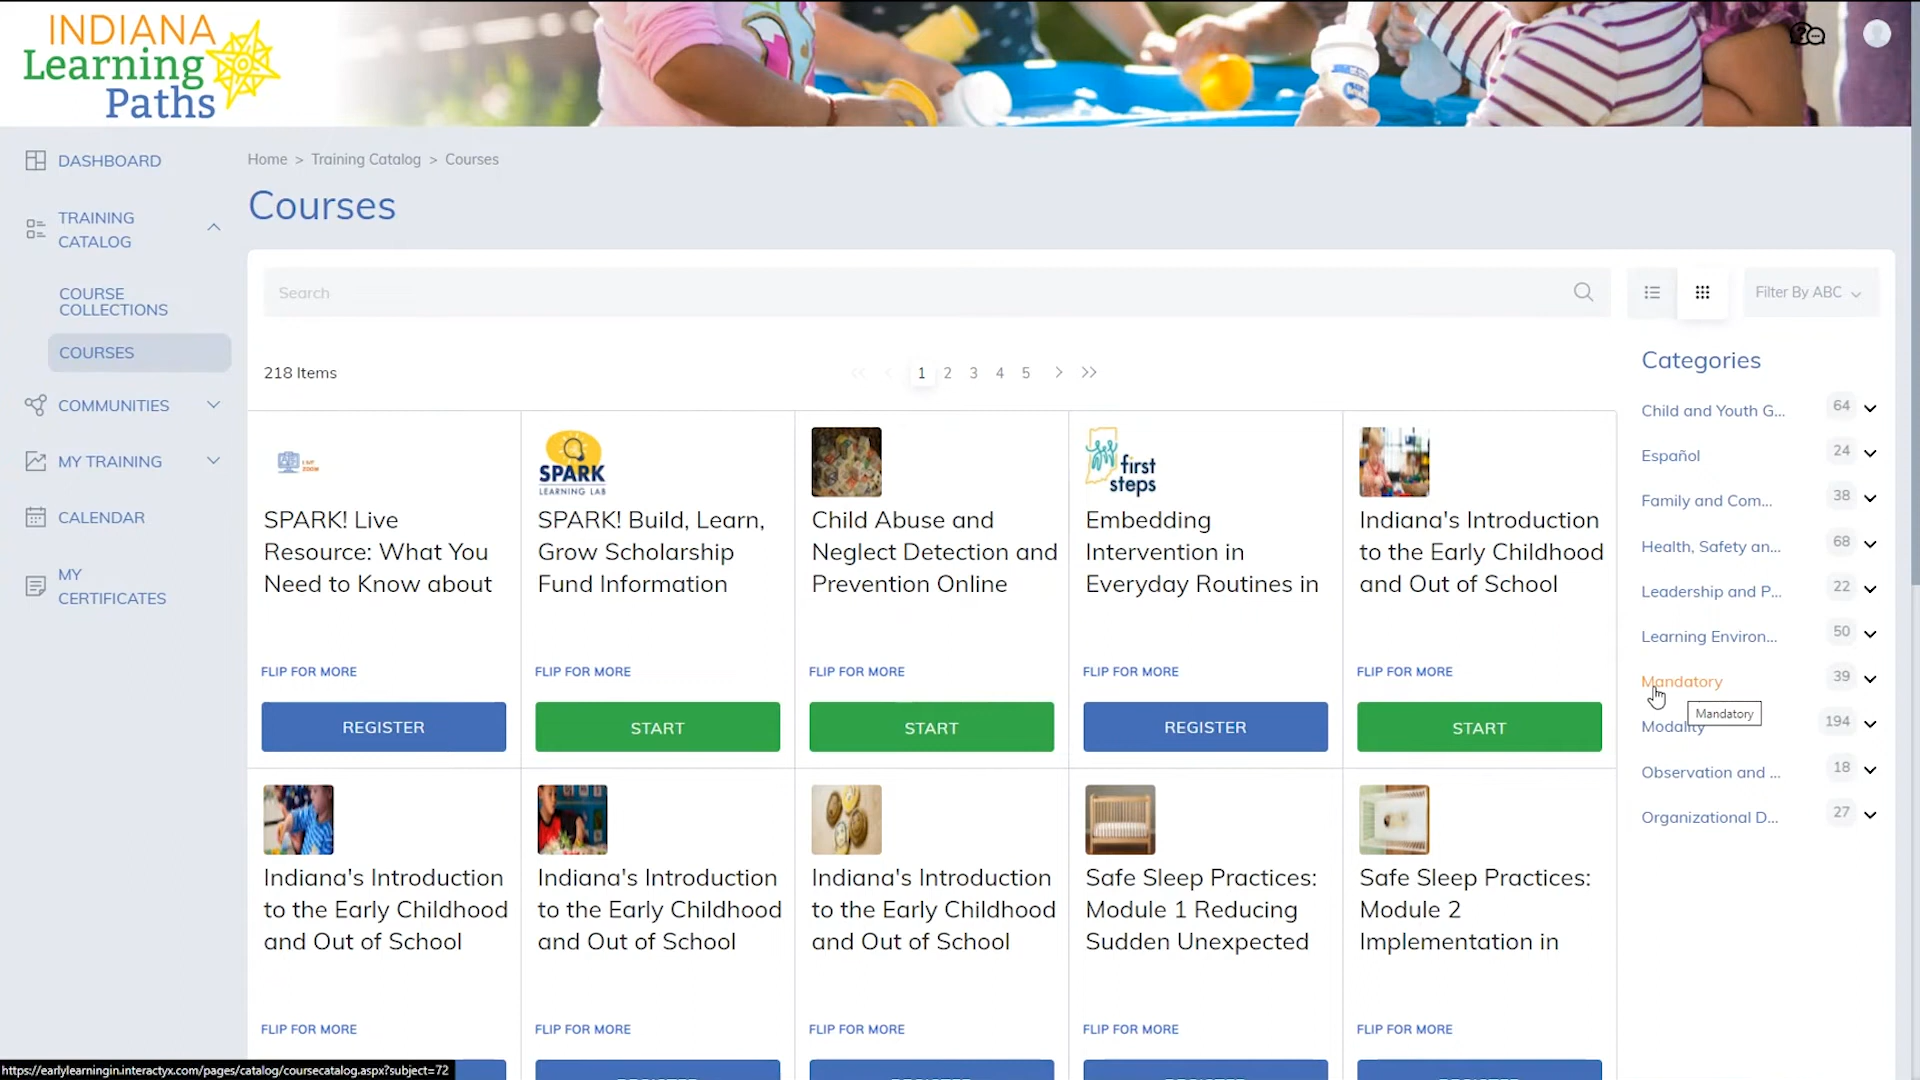 INDIANA
Learning
Paths
DASHBOARD
TRAINING
CATALOG
COURSE
COLLECTIONS
COURSES
COMMUNITIES
MY TRAINING
CALENDAR
MY
CERTIFICATES
Home > Training Catalog > Courses
Courses
Search
Filter By ABC
218 Items
<< < 1 2 3 4 5 > >>
SPARK! Live
Resource: What You
Need to Know about
FLIP FOR MORE
REGISTER
SPARK
LEARNING LAB
SPARK! Build, Learn,
Grow Scholarship
Fund Information
FLIP FOR MORE
START
Child Abuse and
Neglect Detection and
Prevention Online
FLIP FOR MORE
START
first
steps
Embedding
Intervention in
Everyday Routines in
FLIP FOR MORE
REGISTER
Indiana's Introduction
to the Early Childhood
and Out of School
FLIP FOR MORE
START
Indiana's Introduction
to the Early Childhood
and Out of School
FLIP FOR MORE
Indiana's Introduction
to the Early Childhood
and Out of School
FLIP FOR MORE
REGISTER
Indiana's Introduction
to the Early Childhood
and Out of School
FLIP FOR MORE
REGISTER
Safe Sleep Practices:
Module 1 Reducing
Sudden Unexpected
FLIP FOR MORE
REGISTER
Safe Sleep Practices:
Module 2
Implementation in
FLIP FOR MORE
REGISTER
Categories
Child and Youth G... 64
Español 24
Family and Com... 38
Health, Safety an... 68
Leadership and P... 22
Learning Environ... 50
Mandatory 39
Mandatory
Modality 194
Observation and ... 18
Organizational D... 27
https://earlylearningin.interactyx.com/pages/catalog/coursecatalog.aspx?subject=72